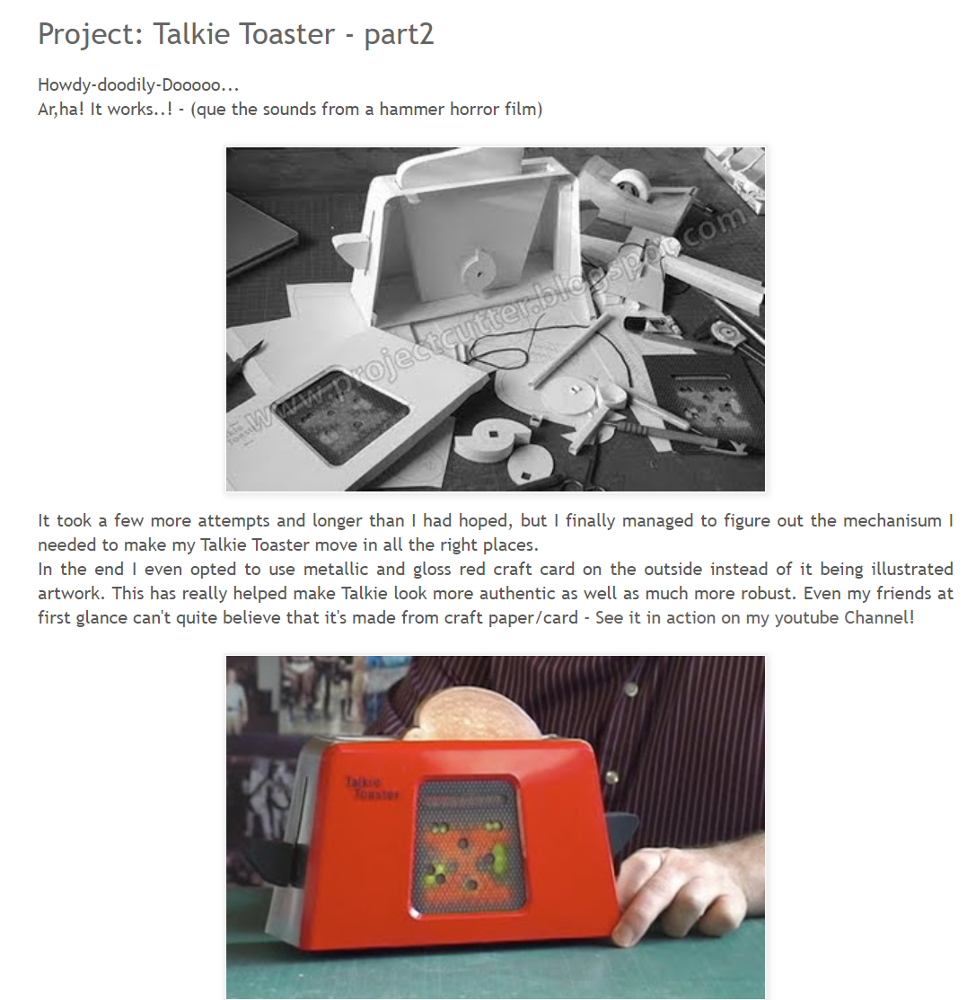 Project: Talkie Toaster - part2
Howdy-doodily-Dooooo...
Ar,ha! It works..! - (que the sounds from a hammer horror film)
www.projectcutter.blogspot.com
It took a few more attempts and longer than I had hoped, but I finally managed to figure out the mechanisum I
needed to make my Talkie Toaster move in all the right places.
In the end I even opted to use metallic and gloss red craft card on the outside instead of it being illustrated
artwork. This has really helped make Talkie look more authentic as well as much more robust. Even my friends at
first glance can't quite believe that it's made from craft paper/card - See it in action on my youtube Channel!
Talkie
Toaster